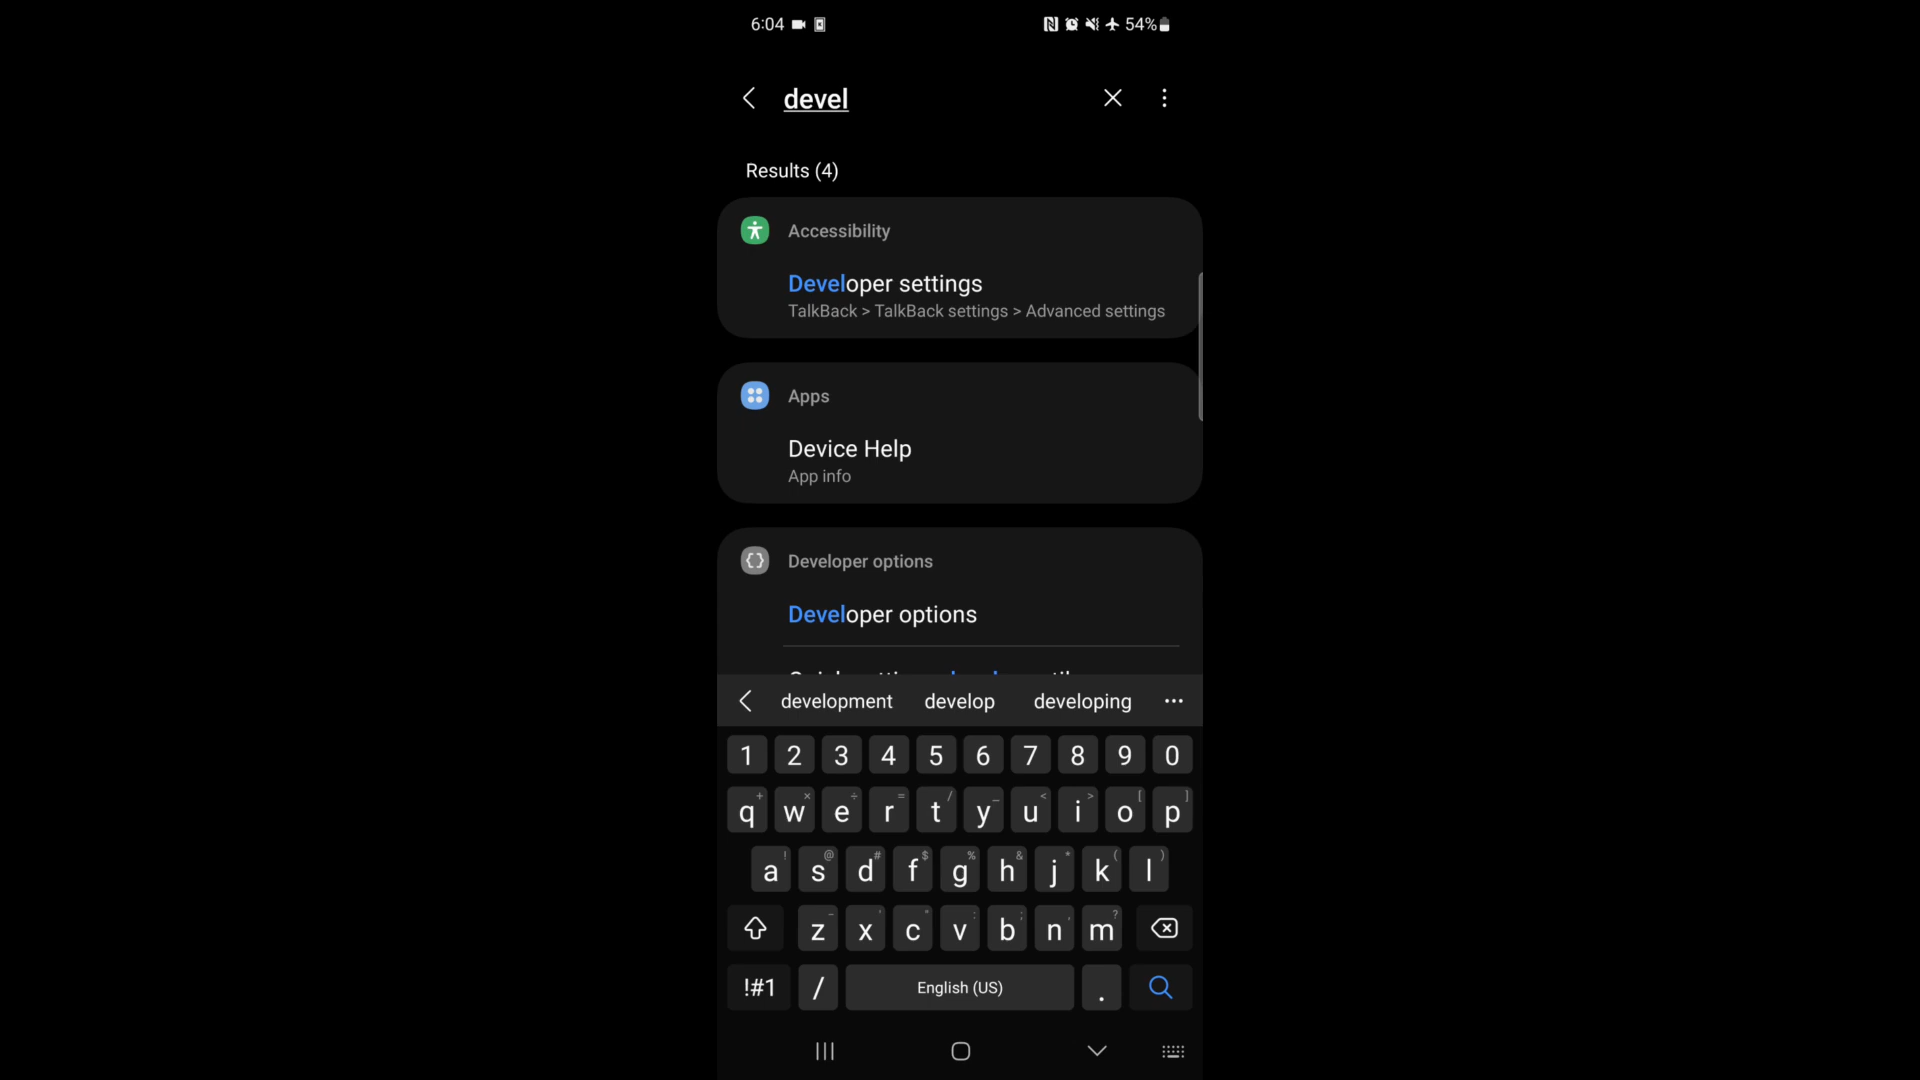 6:04 54%
devel
Results (4)
Accessibility
Developer settings
TalkBack > TalkBack settings > Advanced settings
Apps
Device Help
App info
Developer options
Developer options
development develop developing
1 2 3 4 5 6 7 8 9 0
+ × ÷ = / _ < > [ ]
q w e r t y u i o p
! @ # $ % & * ( )
a s d f g h j k l
- ' " : ; , ?
z x c v b n m
!#1 / English (US) .